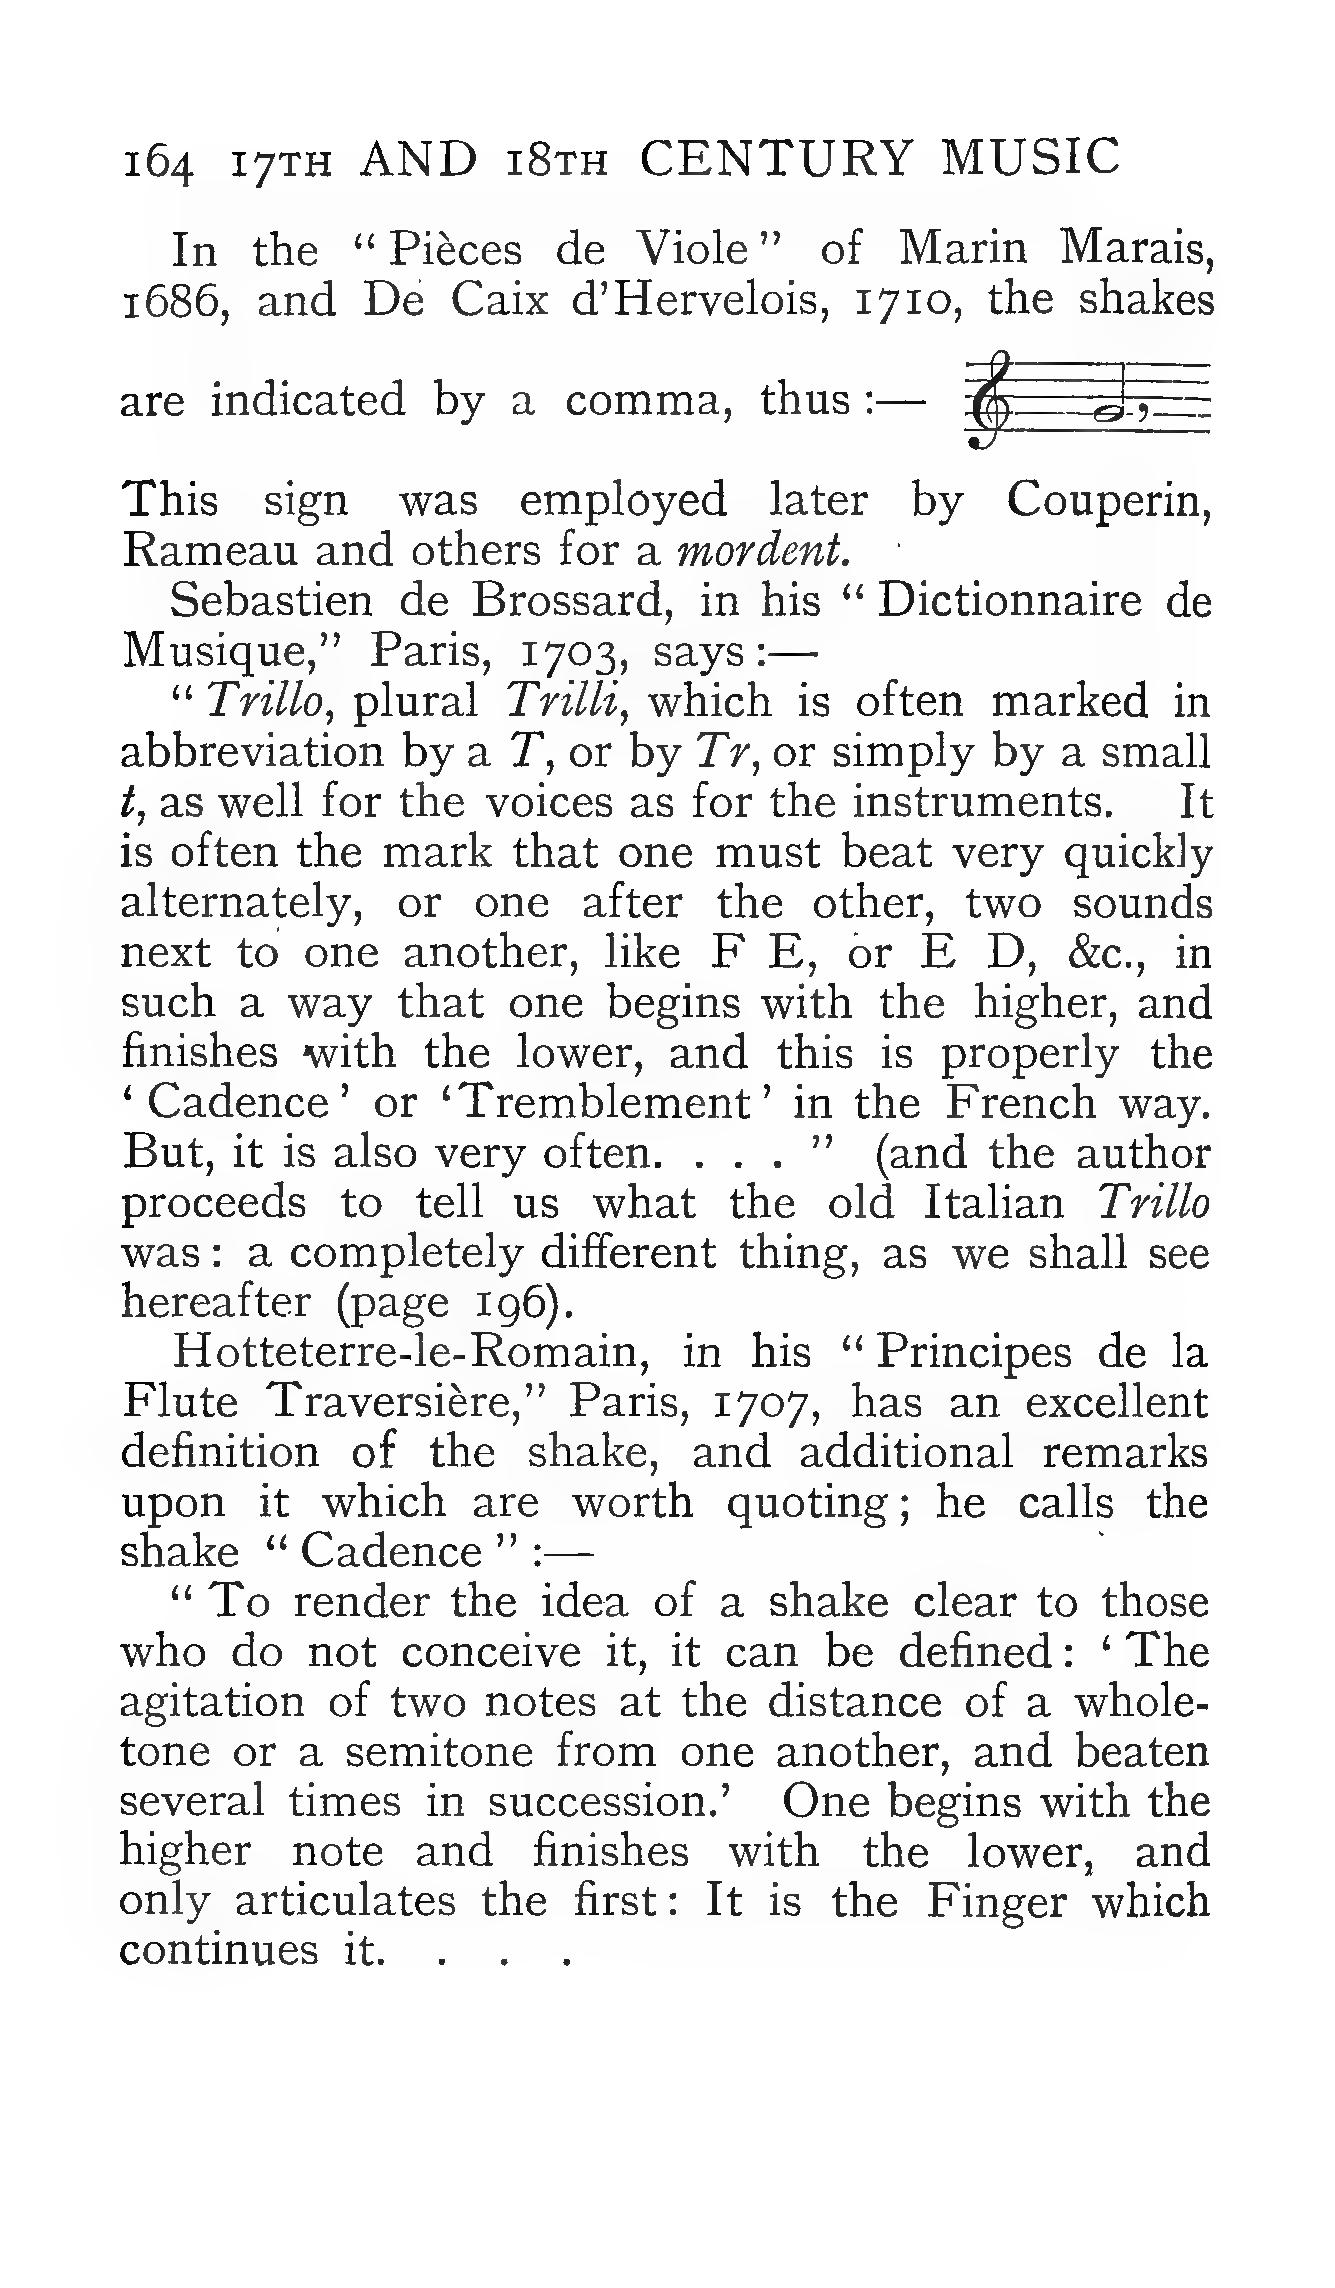 164 17TH AND 18TH CENTURY MUSIC
In the “ Pièces de Viole ” of Marin Marais,
1686, and De Caix d’Hervelois, 1710, the shakes
are indicated by a comma, thus :—
This sign was employed later by Couperin,
Rameau and others for a mordent.
Sebastien de Brossard, in his “ Dictionnaire de
Musique,” Paris, 1703, says :—
“ Trillo, plural Trilli, which is often marked in
abbreviation by a T, or by Tr, or simply by a small
t, as well for the voices as for the instruments. It
is often the mark that one must beat very quickly
alternately, or one after the other, two sounds
next to one another, like F E, or E D, &c., in
such a way that one begins with the higher, and
finishes with the lower, and this is properly the
‘ Cadence ’ or ‘ Tremblement ’ in the French way.
But, it is also very often. . . . ” (and the author
proceeds to tell us what the old Italian Trillo
was : a completely different thing, as we shall see
hereafter (page 196).
Hotteterre-le-Romain, in his “ Principes de la
Flute Traversière,” Paris, 1707, has an excellent
definition of the shake, and additional remarks
upon it which are worth quoting ; he calls the
shake “ Cadence ” :—
“ To render the idea of a shake clear to those
who do not conceive it, it can be defined : ‘ The
agitation of two notes at the distance of a whole-
tone or a semitone from one another, and beaten
several times in succession.’ One begins with the
higher note and finishes with the lower, and
only articulates the first : It is the Finger which
continues it. . . .